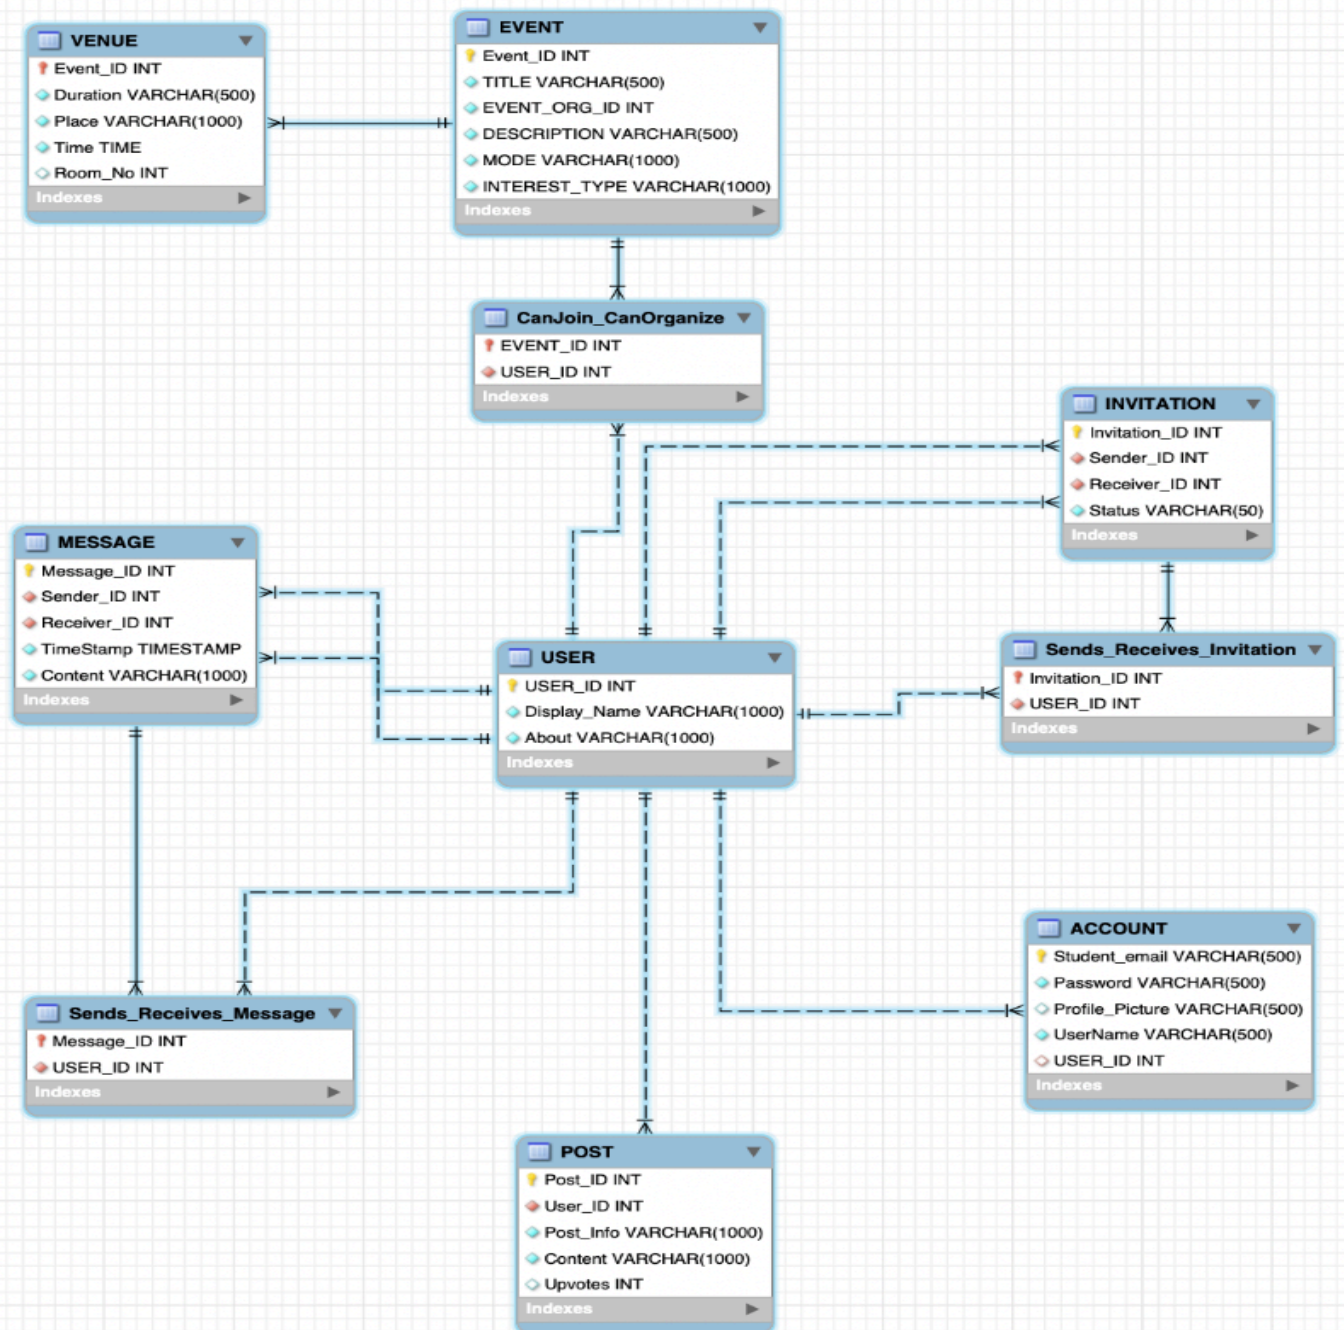 VENUE
Event_ID INT
Duration VARCHAR(500)
Place VARCHAR(1000)
Time TIME
Room_No INT
Indexes
EVENT
Event_ID INT
TITLE VARCHAR(500)
EVENT_ORG_ID INT
DESCRIPTION VARCHAR(500)
MODE VARCHAR(1000)
INTEREST_TYPE VARCHAR(1000)
Indexes
CanJoin_CanOrganize
EVENT_ID INT
USER_ID INT
Indexes
INVITATION
Invitation_ID INT
Sender_ID INT
Receiver_ID INT
Status VARCHAR(50)
Indexes
MESSAGE
Message_ID INT
Sender_ID INT
Receiver_ID INT
TimeStamp TIMESTAMP
Content VARCHAR(1000)
Indexes
USER
USER_ID INT
Display_Name VARCHAR(1000)
About VARCHAR(1000)
Indexes
Sends_Receives_Invitation
Invitation_ID INT
USER_ID INT
Indexes
ACCOUNT
Student_email VARCHAR(500)
Password VARCHAR(500)
Profile_Picture VARCHAR(500)
UserName VARCHAR(500)
USER_ID INT
Indexes
Sends_Receives_Message
Message_ID INT
USER_ID INT
Indexes
POST
Post_ID INT
User_ID INT
Post_Info VARCHAR(1000)
Content VARCHAR(1000)
Upvotes INT
Indexes